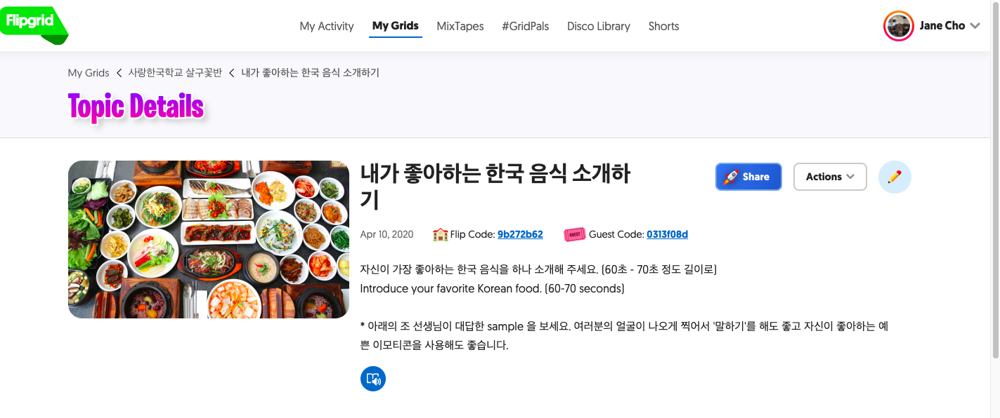 Flipgrid
My Activity My Grids MixTapes #GridPals Disco Library Shorts
Jane Cho
My Grids 사랑한국학교 살구꽃반 내가 좋아하는 한국 음식 소개하기
Topic Details
내가 좋아하는 한국 음식 소개하
기
Share
Actions
Apr 10, 2020 Flip Code: 9b272b62 GUEST Guest Code: 0313f08d
자신이 가장 좋아하는 한국 음식을 하나 소개해 주세요. (60초 - 70초 정도 길이로)
Introduce your favorite Korean food. (60-70 seconds)
* 아래의 조 선생님이 대답한 sample 을 보세요. 여러분의 얼굴이 나오게 찍어서 '말하기'를 해도 좋고 자신이 좋아하는 예
쁜 이모티콘을 사용해도 좋습니다.